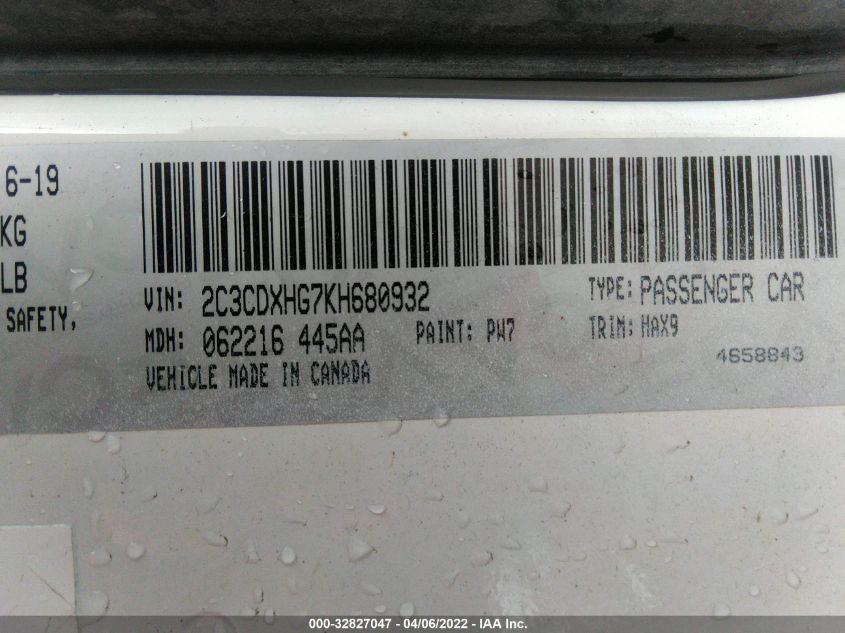 6-19
KG
LB
SAFETY,
VIN: 2C3CDXHG7KH680932
TYPE: PASSENGER CAR
MDH: 062216 445AA
PAINT: PW7
TRIM: HAX9
4658843
VEHICLE MADE IN CANADA
000-32827047 - 04/06/2022 - IAA Inc.